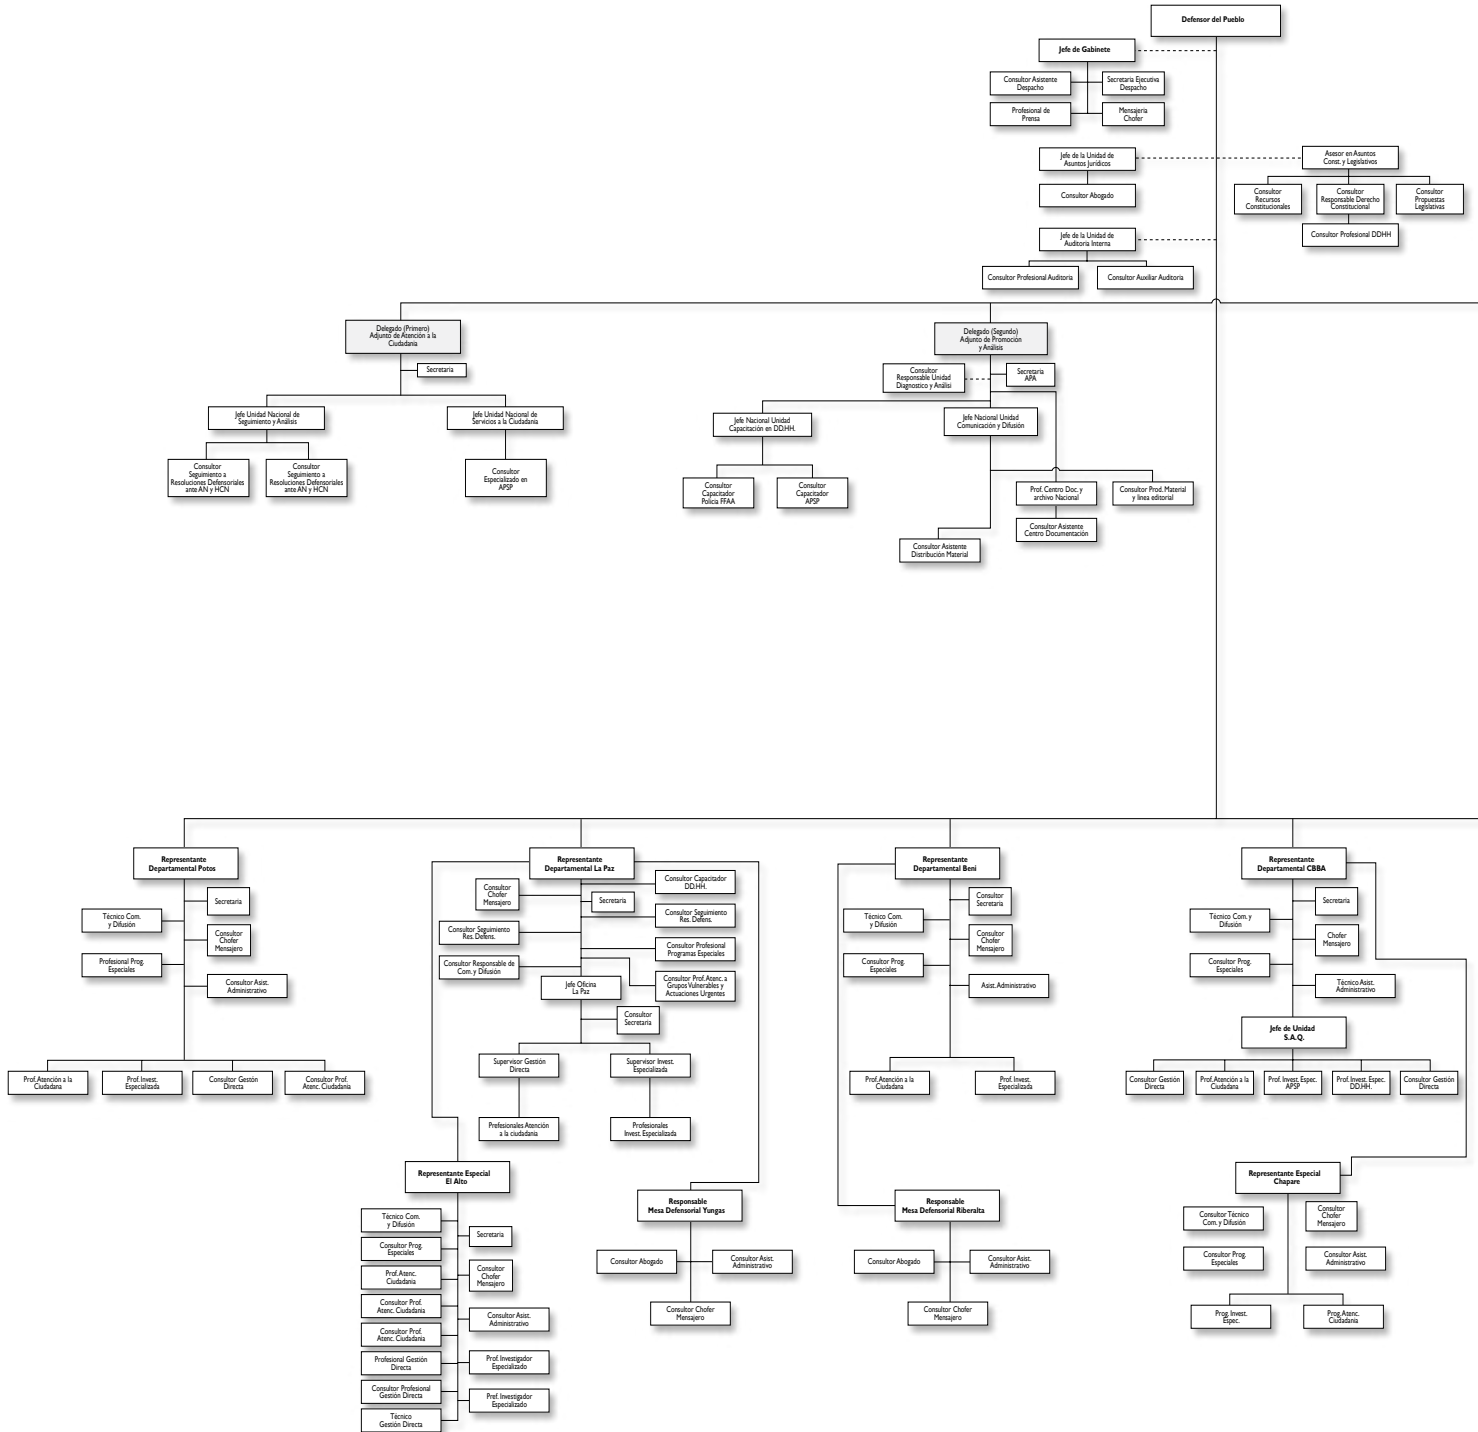 Defensor del Pueblo
Jefe de Gabinete
Consultor Asistente
Despacho
Secretaria Ejecutiva
Despacho
Profesional de
Prensa
Mensajeria
Chofer
Jefe de la Unidad de
Asuntos Jurídicos
Asesor en Asuntos
Const. y Legislativos
Consultor Abogado
Consultor
Recursos
Constitucionales
Consultor
Responsable Derecho
Constitucional
Consultor
Propuestas
Legislativas
Consultor Profesional DDHH
Jefe de la Unidad de
Auditoria Interna
Consultor Profesional Auditoria
Consultor Auxiliar Auditoria
Delegado (Primero)
Adjunto de Atención a la
Ciudadania
Secretaria
Jefe Unidad Nacional de
Seguimiento y Análisis
Jefe Unidad Nacional de
Servicios a la Ciudadania
Consultor
Seguimiento a
Resoluciones Defensoriales
ante AN y HCN
Consultor
Seguimiento a
Resoluciones Defensoriales
ante AN y HCN
Consultor
Especializado en
APSP
Delegado (Segundo)
Adjunto de Promoción
y Análisis
Consultor
Responsable Unidad
Diagnostico y Análisi
Secretaria
APA
Jefe Nacional Unidad
Capacitación en DD.HH.
Jefe Nacional Unidad
Comunicación y Difusión
Consultor
Capacitador
Policia FFAA
Consultor
Capacitador
APSP
Prof. Centro Doc. y
archivo Nacional
Consultor Prod. Material
y linea editorial
Consultor Asistente
Centro Documentación
Consultor Asistente
Distribución Material
Representante
Departamental Potos
Secretaria
Técnico Com.
y Difusión
Consultor
Chofer
Mensajero
Profesional Prog.
Especiales
Consultor Asist.
Administrativo
Prof. Atención a la
Ciudadana
Prof. Invest.
Especializada
Consultor Gestón
Directa
Consultor Prof.
Atenc. Ciudadania
Representante
Departamental La Paz
Consultor
Chofer
Mensajero
Consultor Capacitador
DD.HH.
Secretaria
Consultor Seguimiento
Res. Defens.
Consultor Seguimiento
Res. Defens.
Consultor Profesional
Programas Especiales
Consultor Responsable de
Com. y Difusión
Jefe Oficina
La Paz
Consultor Prof. Atenc. a
Grupos Vulnerables y
Actuaciones Urgentes
Consultor
Secretaria
Supervisor Gestión
Directa
Supervisor Invest.
Especializada
Prefesionales Atención
a la ciudadania
Profesionales
Invest. Especializada
Representante Especial
El Alto
Técnico Com.
y Difusión
Secretaria
Consultor Prog.
Especiales
Prof. Atenc.
Ciudadania
Consultor
Chofer
Mensajero
Consultor Prof.
Atenc. Ciudadania
Consultor Asist.
Administrativo
Consultor Prof.
Atenc. Ciudadania
Profesional Gestión
Directa
Prof. Investigador
Especializado
Consultor Profesional
Gestión Directa
Pref. Investigador
Especializado
Técnico
Gestión Directa
Responsable
Mesa Defensorial Yungas
Consultor Abogado
Consultor Asist.
Administrativo
Consultor Chofer
Mensajero
Representante
Departamental Beni
Consultor
Secretaria
Técnico Com.
y Difusión
Consultor
Chofer
Mensajero
Consultor Prog.
Especiales
Asist. Administrativo
Prof. Atención a la
Ciudadana
Prof. Invest.
Especializada
Responsable
Mesa Defensorial Riberalta
Consultor Abogado
Consultor Asist.
Administrativo
Consultor Chofer
Mensajero
Representante
Departamental CBBA
Secretaria
Técnico Com. y
Difusión
Chofer
Mensajero
Consultor Prog.
Especiales
Técnico Asist.
Administrativo
Jefe de Unidad
S.A.Q.
Consultor Gestión
Directa
Prof. Atención a la
Ciudadana
Prof. Invest. Espec.
APSP
Prof. Invest. Espec.
DD.HH.
Consultor Gestión
Directa
Representante Especial
Chapare
Consultor Técnico
Com. y Difusión
Consultor
Chofer
Mensajero
Consultor Prog.
Especiales
Consultor Asist.
Administrativo
Prog. Invest.
Espec.
Prog. Atenc.
Ciudadania